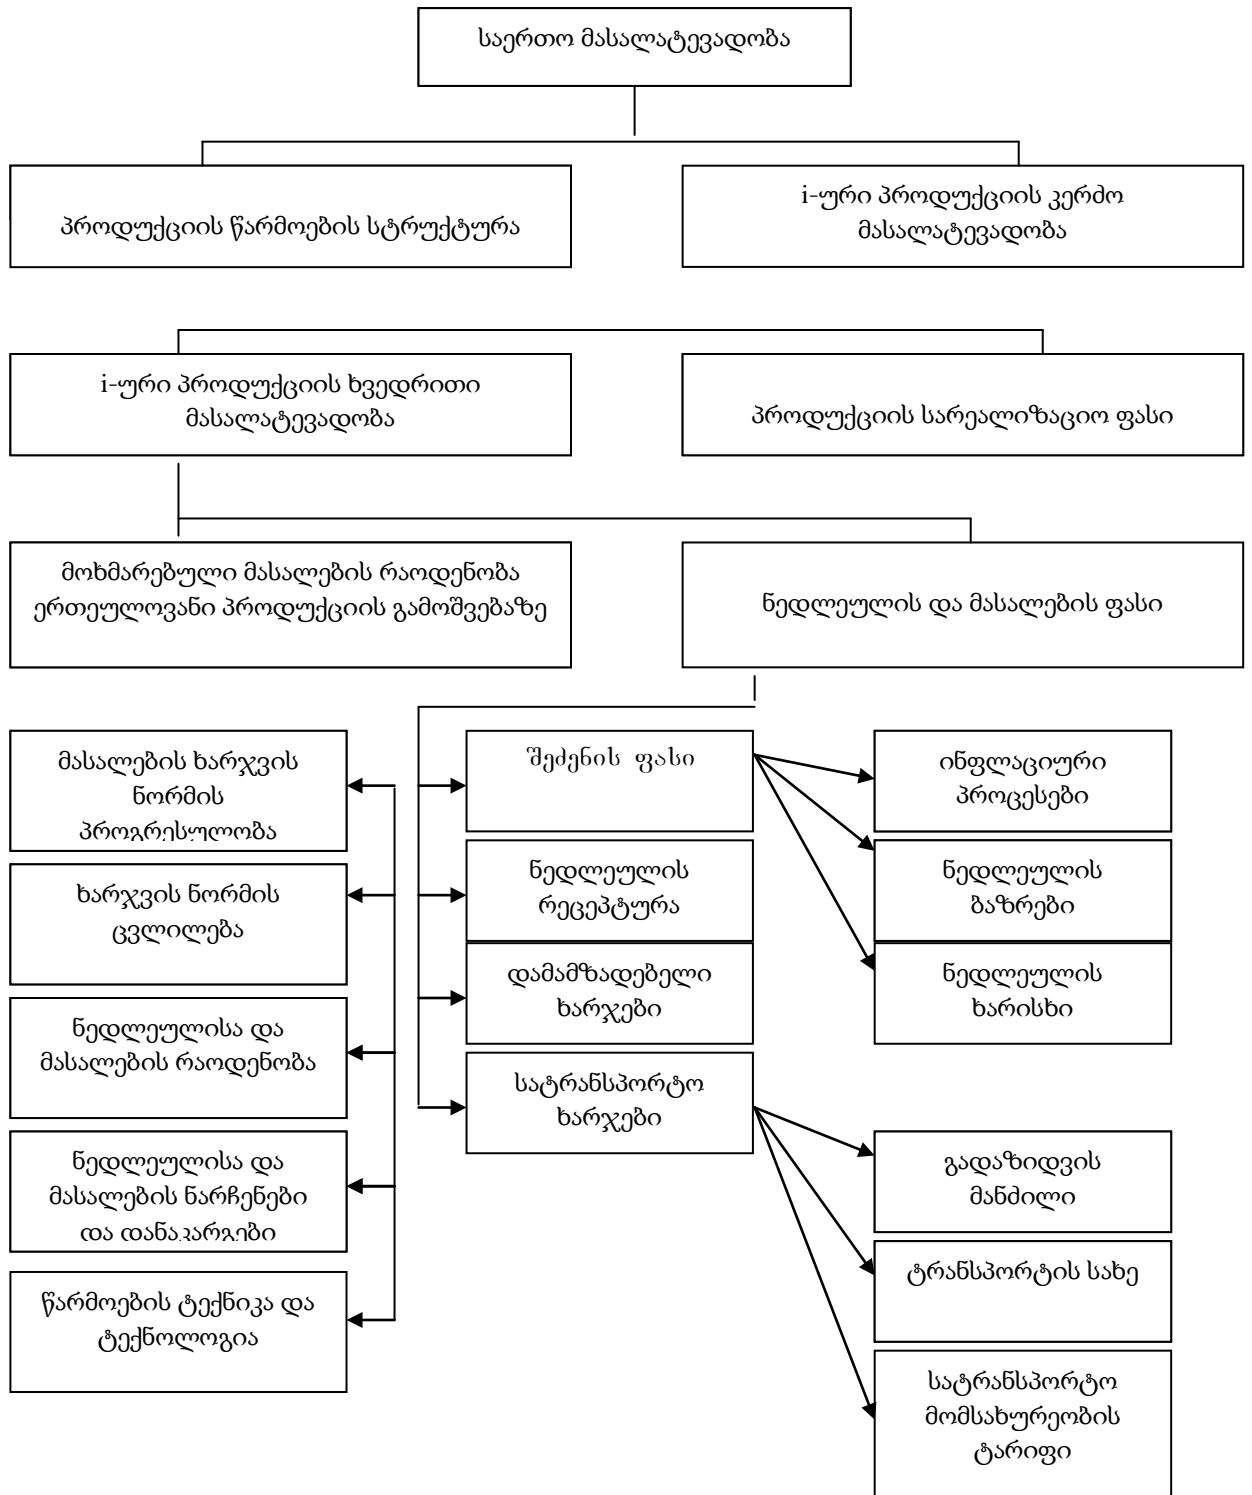 საერთო მასალატევადობა
პროდუქციის წარმოების სტრუქტურა
i-ური პროდუქციის კერძო
მასალატევადობა
i-ური პროდუქციის ხვედრითი
მასალატევადობა
პროდუქციის სარეალიზაციო ფასი
მოხმარებული მასალების რაოდენობა
ერთეულოვანი პროდუქციის გამოშვებაზე
ნედლეულის და მასალების ფასი
მასალების ხარჯვის
ნორმის
პროგრესულობა
ხარჯვის ნორმის
ცვლილება
ნედლეულისა და
მასალების რაოდენობა
ნედლეულისა და
მასალების ნარჩენები
და დანაკარგები
წარმოების ტექნიკა და
ტექნოლოგია
შეძენის ფასი
ნედლეულის
რეცეპტურა
დამამზადებელი
ხარჯები
სატრანსპორტო
ხარჯები
ინფლაციური
პროცესები
ნედლეულის
ბაზრები
ნედლეულის
ხარისხი
გადაზიდვის
მანძილი
ტრანსპორტის სახე
სატრანსპორტო
მომსახურეობის
ტარიფი